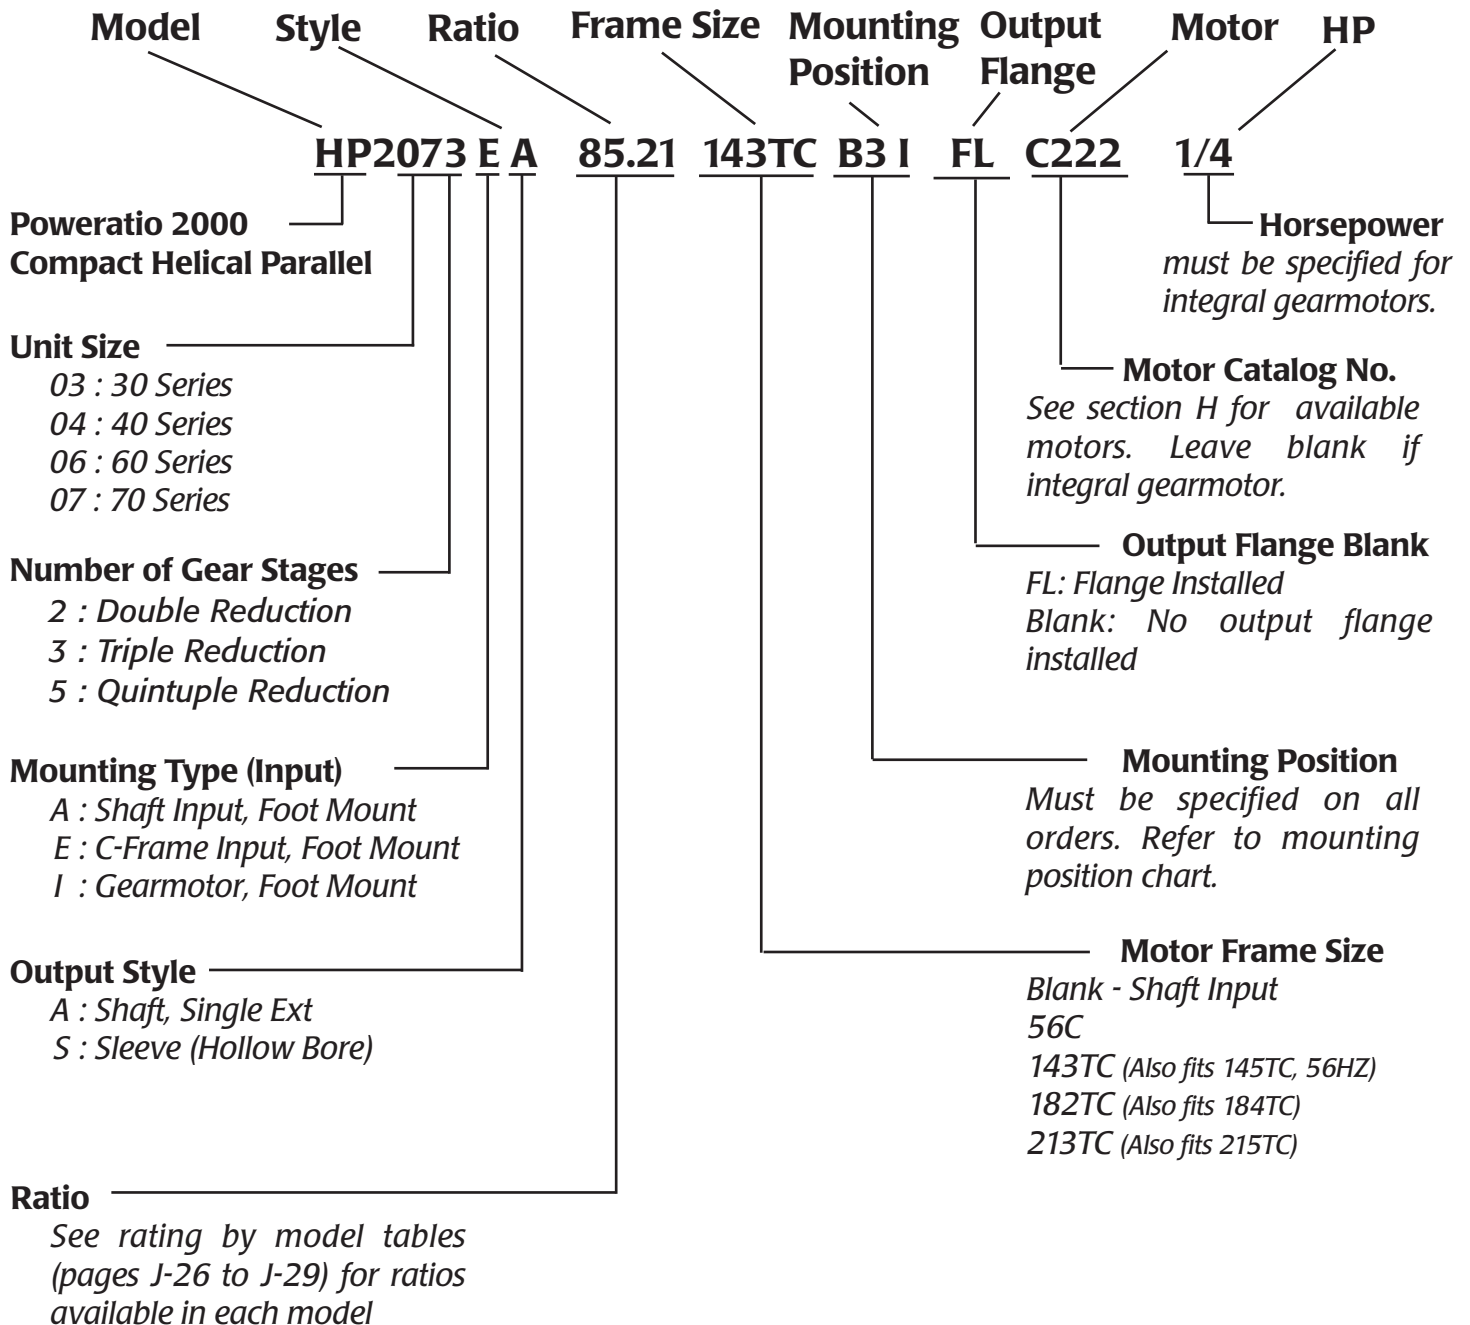 Model Style Ratio Frame Size Mounting Position Output Flange Motor HP
HP2073 E A 85.21 143TC B3 I FL C222 1/4
Poweratio 2000
Compact Helical Parallel
Unit Size
03 : 30 Series
04 : 40 Series
06 : 60 Series
07 : 70 Series
Number of Gear Stages
2 : Double Reduction
3 : Triple Reduction
5 : Quintuple Reduction
Mounting Type (Input)
A : Shaft Input, Foot Mount
E : C-Frame Input, Foot Mount
I : Gearmotor, Foot Mount
Output Style
A : Shaft, Single Ext
S : Sleeve (Hollow Bore)
Ratio
See rating by model tables
(pages J-26 to J-29) for ratios
available in each model
Horsepower
must be specified for
integral gearmotors.
Motor Catalog No.
See section H for available
motors. Leave blank if
integral gearmotor.
Output Flange Blank
FL: Flange Installed
Blank: No output flange
installed
Mounting Position
Must be specified on all
orders. Refer to mounting
position chart.
Motor Frame Size
Blank - Shaft Input
56C
143TC (Also fits 145TC, 56HZ)
182TC (Also fits 184TC)
213TC (Also fits 215TC)